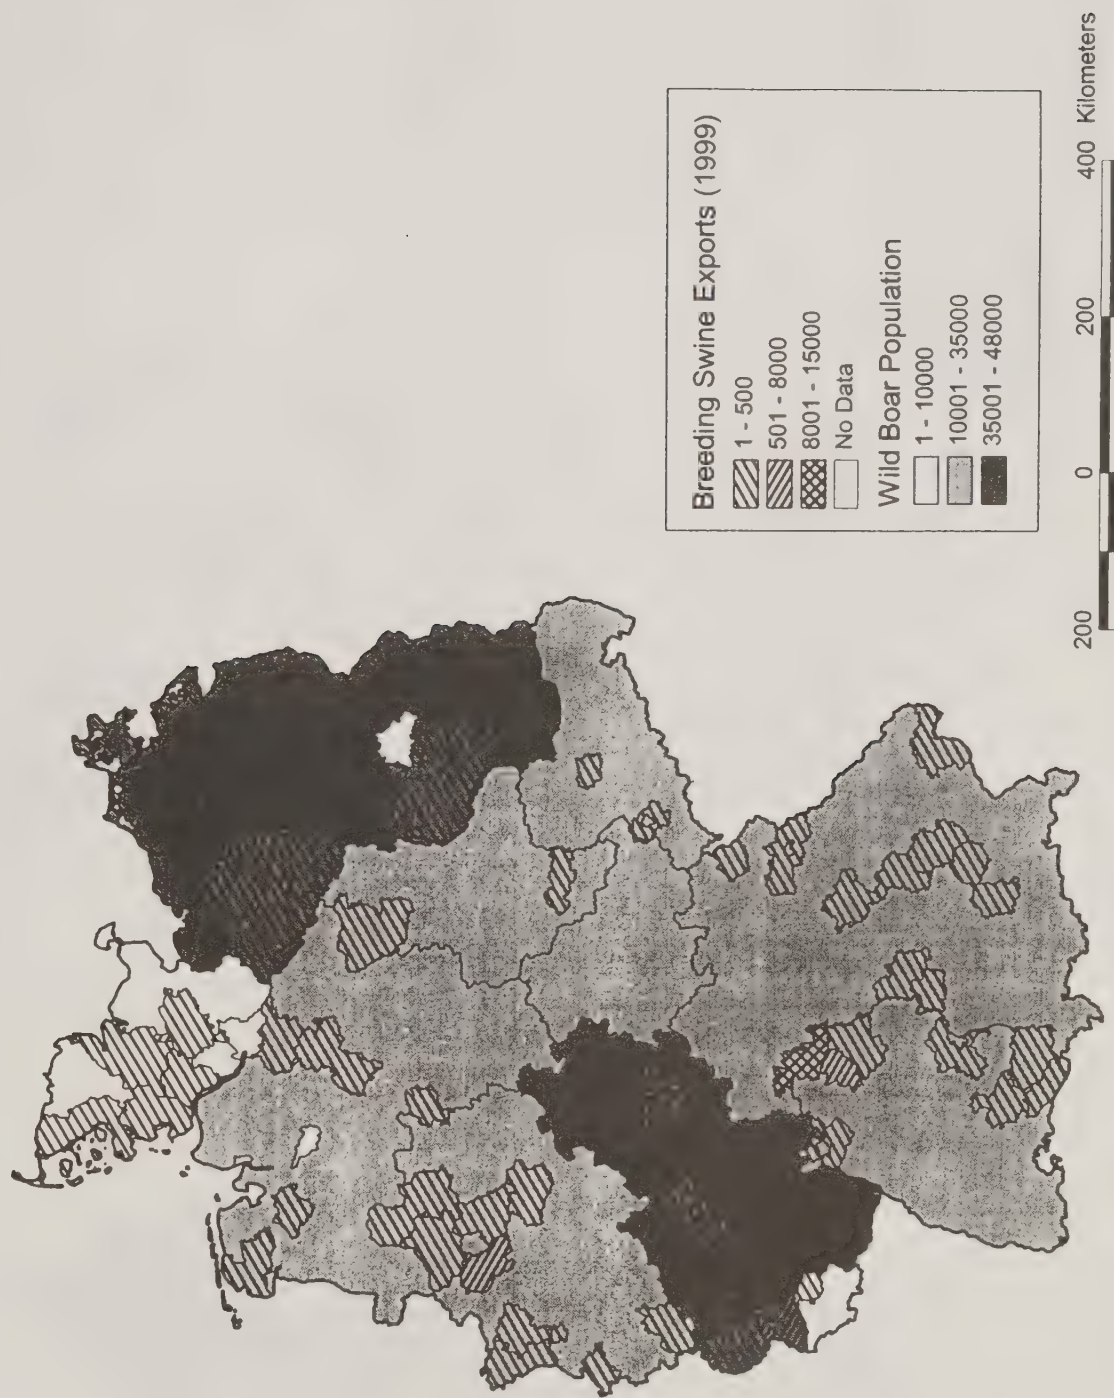 Breeding Swine Exports (1999)
1 - 500
501 - 8000
8001 - 15000
No Data
Wild Boar Population
1 - 10000
10001 - 35000
35001 - 48000
200 0 200 400 Kilometers